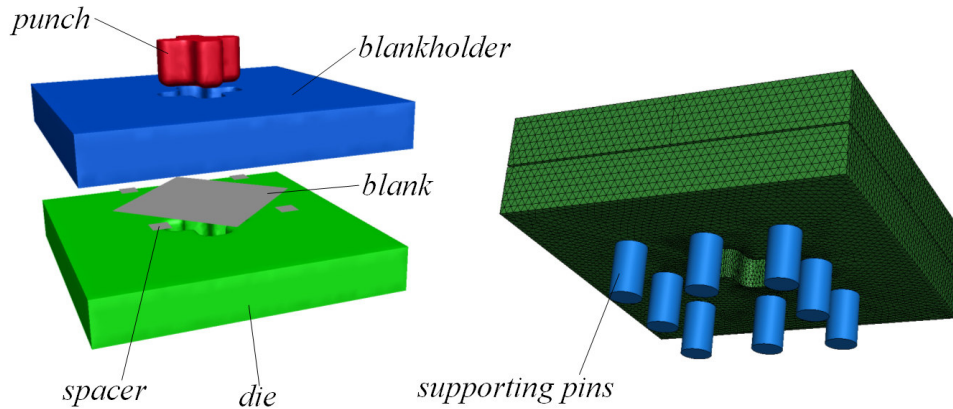 punch
blankholder
blank
spacer
die
supporting pins